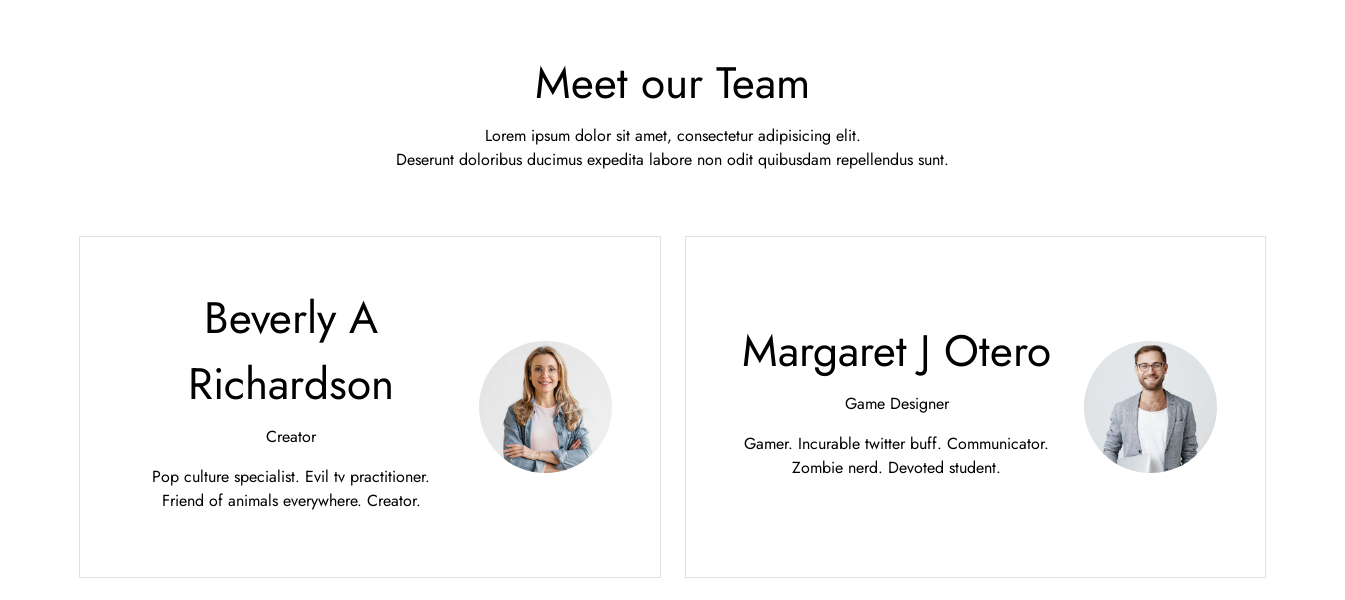 Meet our Team
Lorem ipsum dolor sit amet, consectetur adipisicing elit.
Deserunt doloribus ducimus expedita labore non odit quibusdam repellendus sunt.
Beverly A
Richardson
Creator
Pop culture specialist. Evil tv practitioner.
Friend of animals everywhere. Creator.
Margaret J Otero
Game Designer
Gamer. Incurable twitter buff. Communicator.
Zombie nerd. Devoted student.